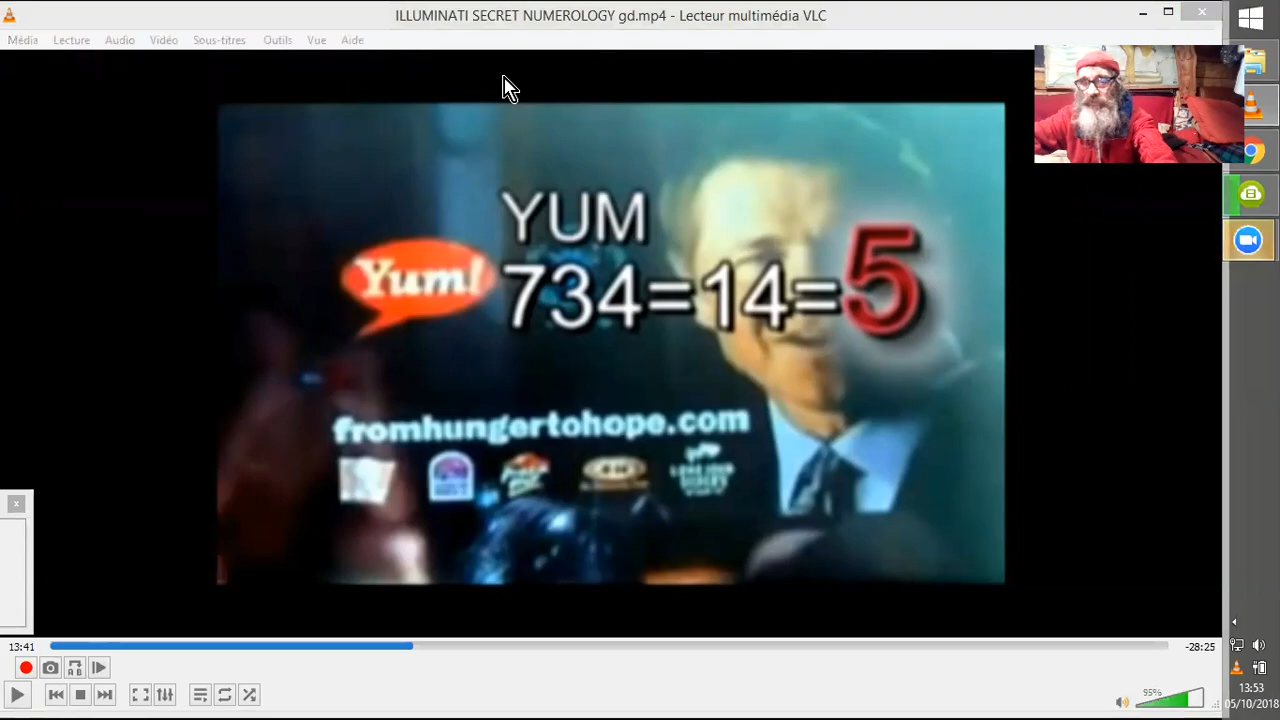 ILLUMINATI SECRET NUMEROLOGY gd.mp4 - Lecteur multimédia VLC
Média Lecture Audio Vidéo Sous-titres Outils Vue Aide
YUM
Yum!
734=14=5
fromhungertohope.com
x
13:41
-28:25
A B
95%
13:53
05/10/2018